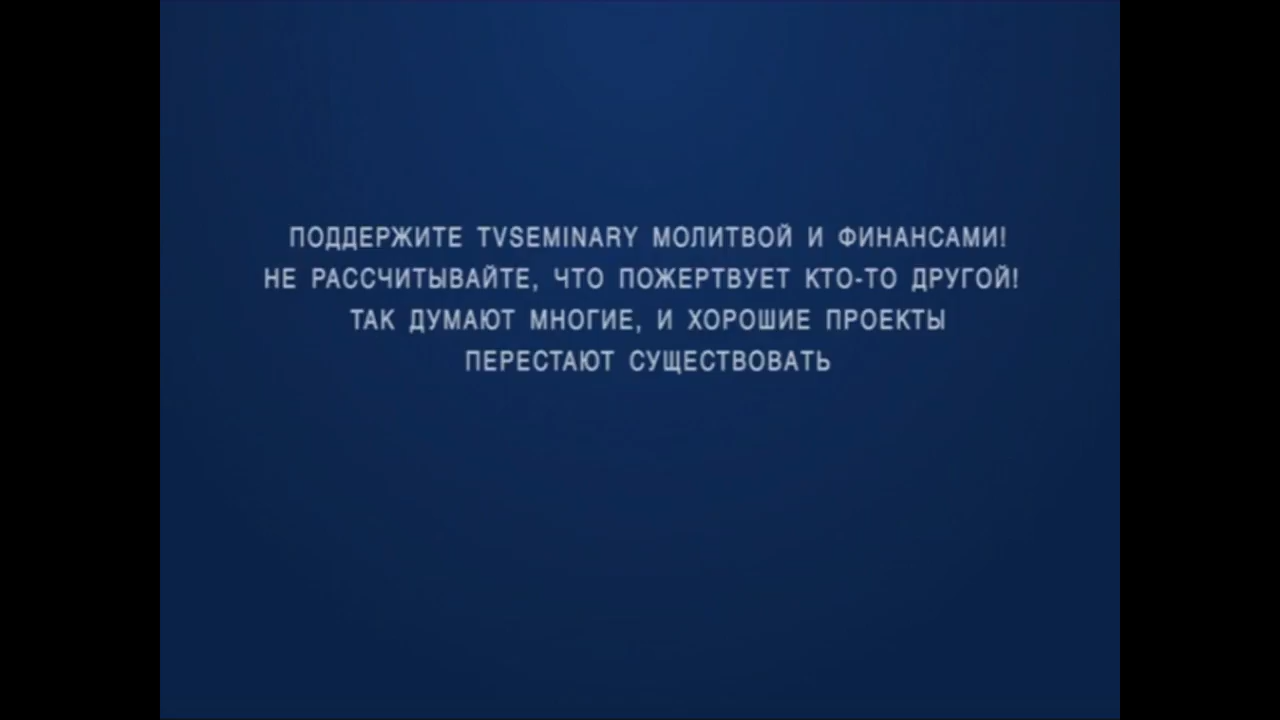 ПОДДЕРЖИТЕ TVSEMINARY МОЛИТВОЙ И ФИНАНСАМИ!
НЕ РАССЧИТЫВАЙТЕ, ЧТО ПОЖЕРТВУЕТ КТО-ТО ДРУГОЙ!
ТАК ДУМАЮТ МНОГИЕ, И ХОРОШИЕ ПРОЕКТЫ
ПЕРЕСТАЮТ СУЩЕСТВОВАТЬ